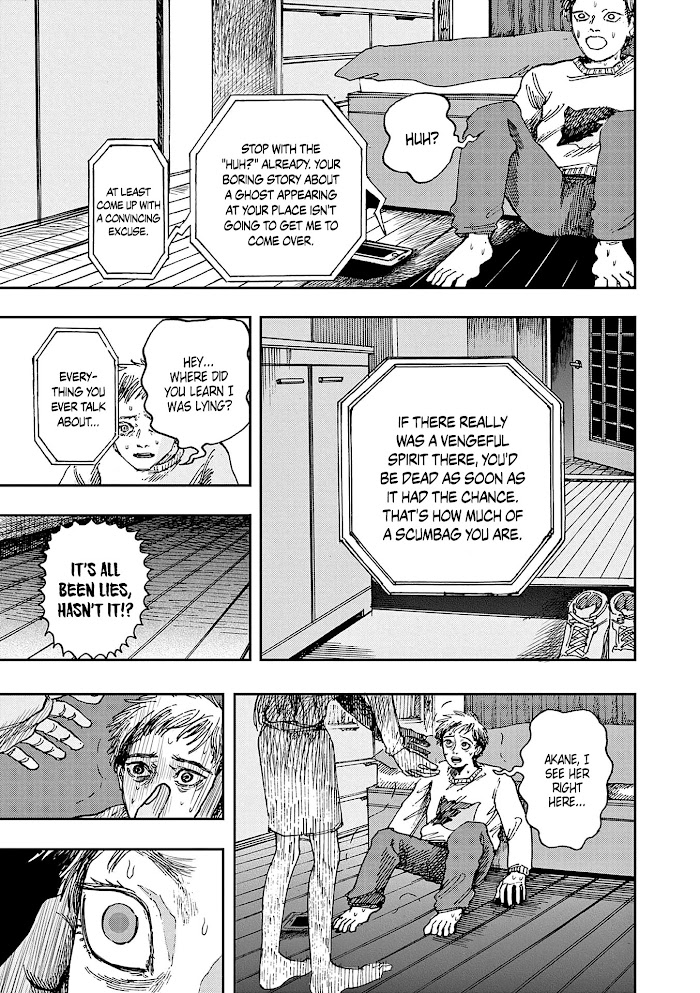 HUH?
STOP WITH THE
"HUH?" ALREADY. YOUR
BORING STORY ABOUT
A GHOST APPEARING
AT YOUR PLACE ISN'T
GOING TO GET ME TO
COME OVER.
AT LEAST
COME UP WITH
A CONVINCING
EXCUSE.
IF THERE REALLY
WAS A VENGEFUL
SPIRIT THERE, YOU'D
BE DEAD AS SOON AS
IT HAD THE CHANCE.
THAT'S HOW MUCH OF
A SCUMBAG YOU ARE.
HEY...
WHERE DID
YOU LEARN I
WAS LYING?
EVERY-
THING YOU
EVER TALK
ABOUT...
IT'S ALL
BEEN LIES,
HASN'T IT!?
AKANE, I
SEE HER
RIGHT
HERE...